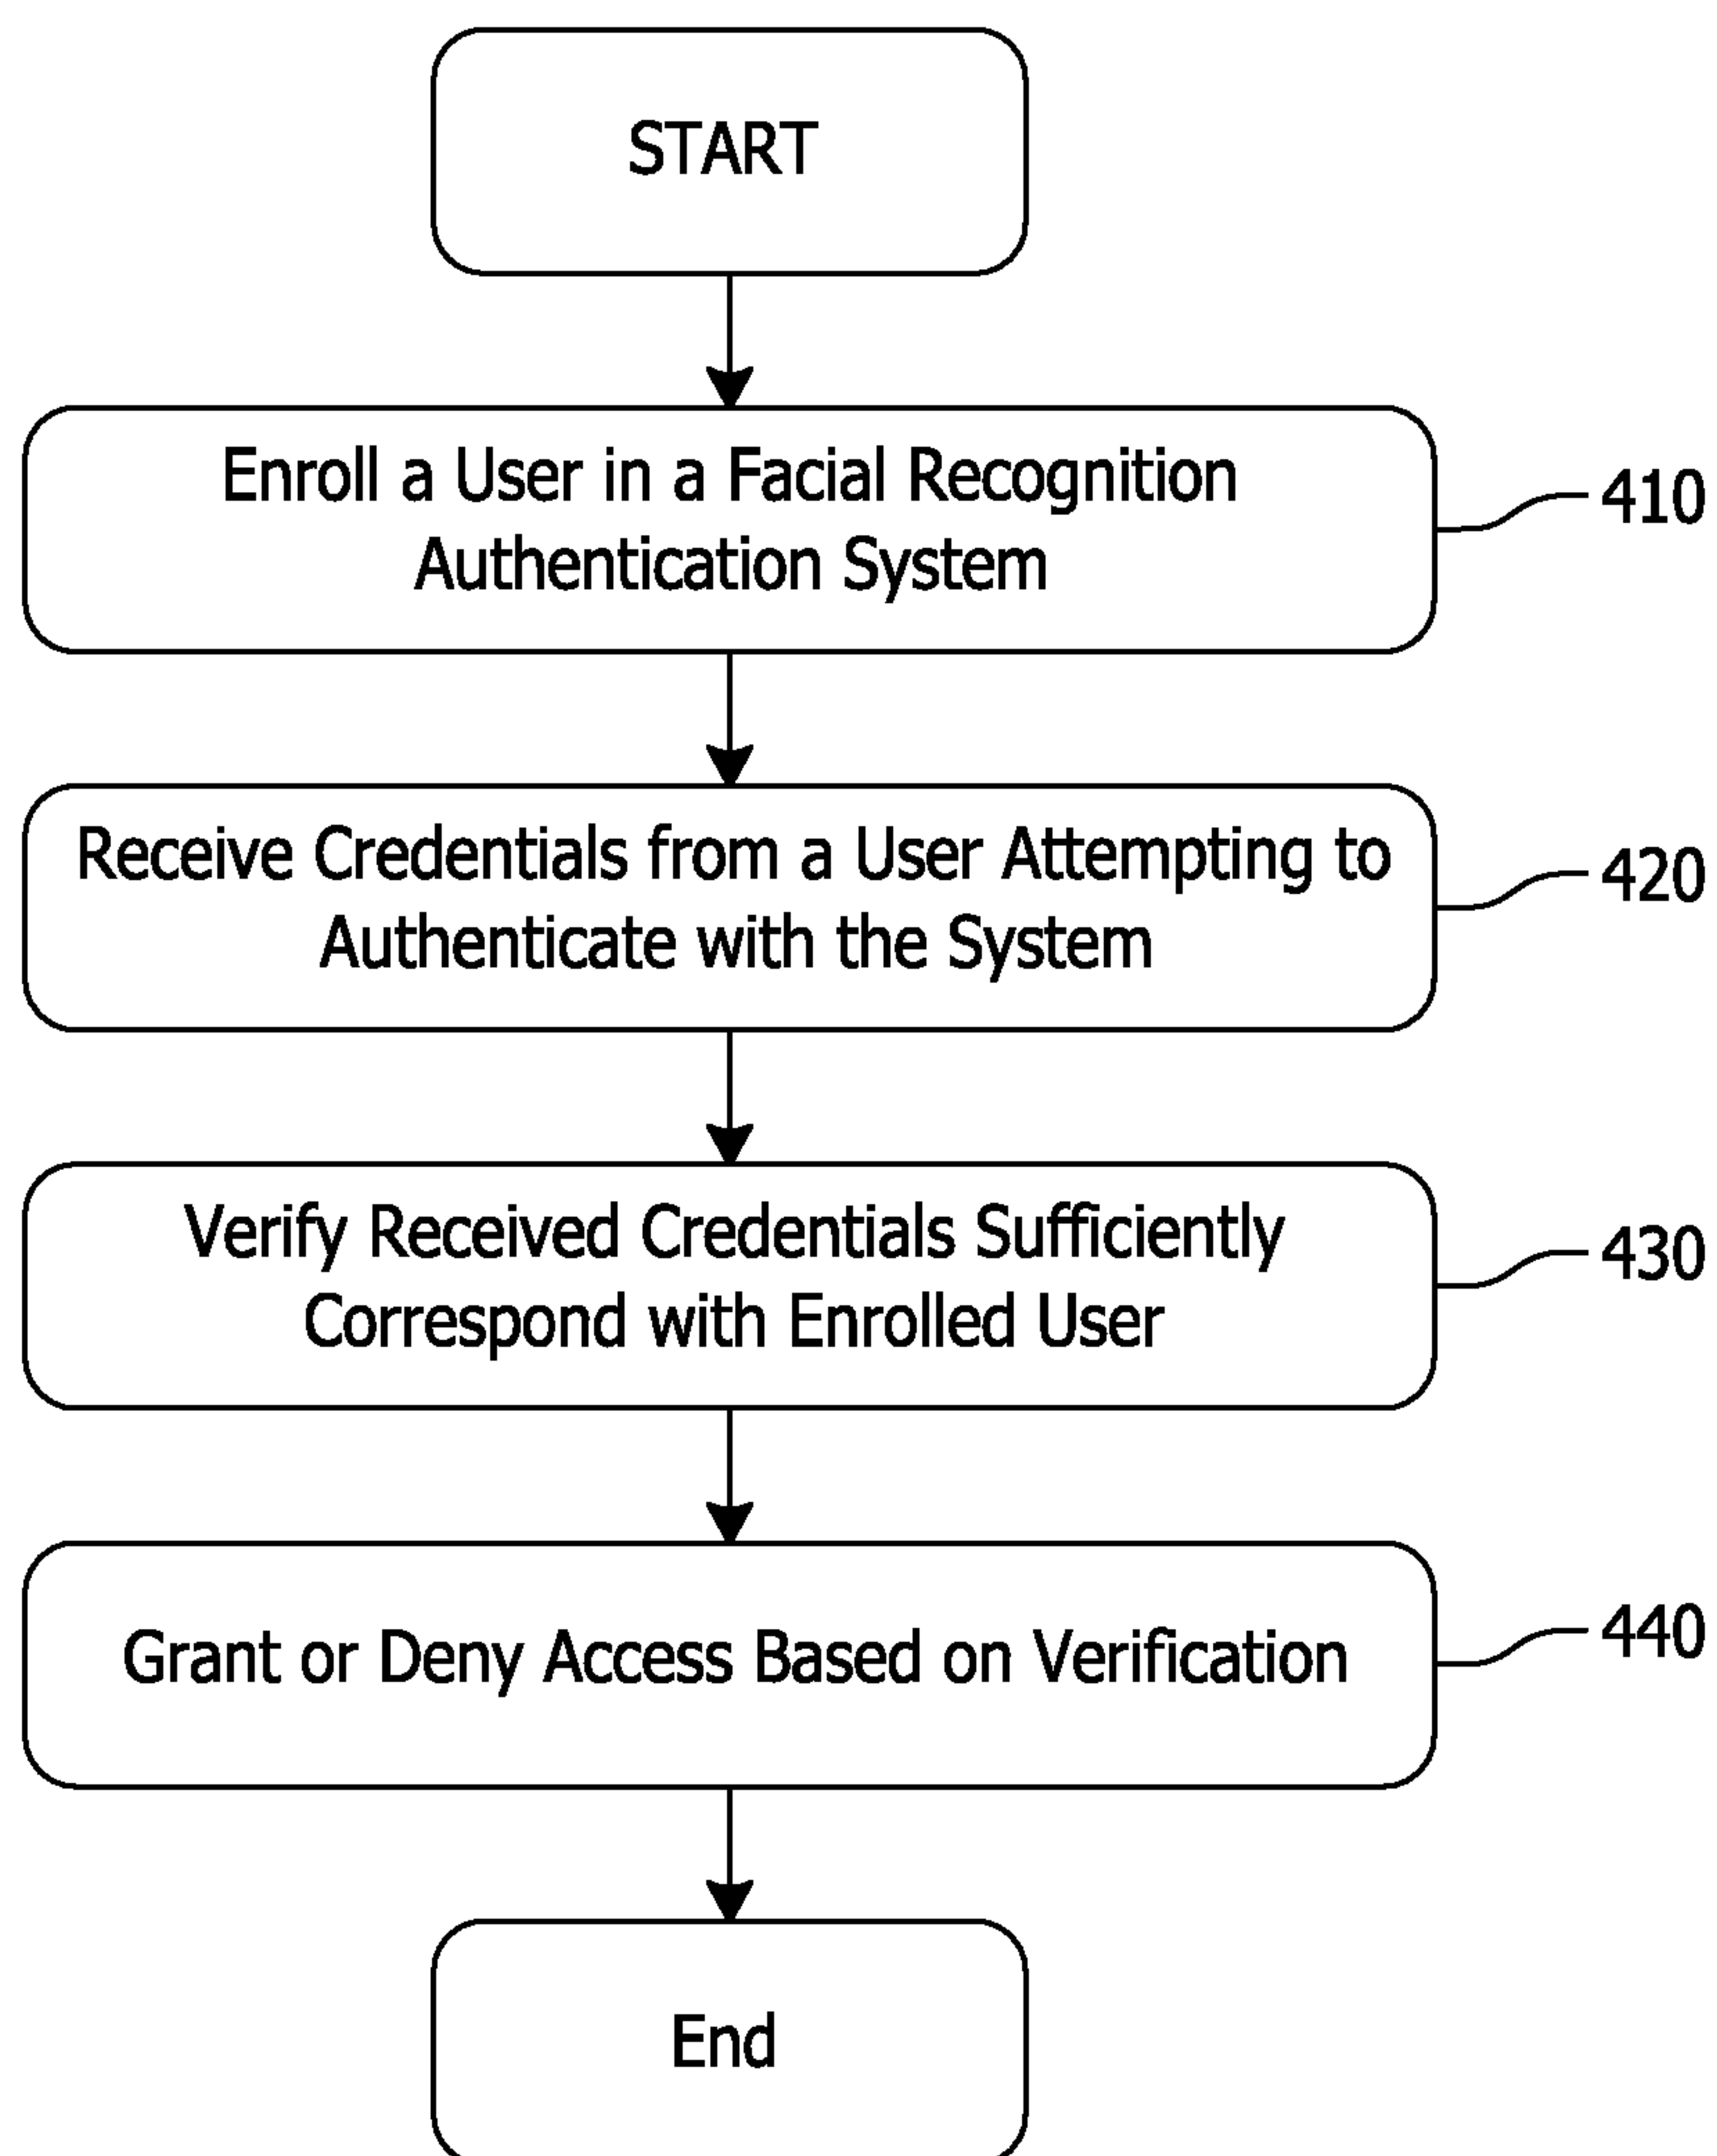 START
Enroll a User in a Facial Recognition
Authentication System
410
Receive Credentials from a User Attempting to
Authenticate with the System
420
Verify Received Credentials Sufficiently
Correspond with Enrolled User
430
Grant or Deny Access Based on Verification
440
End